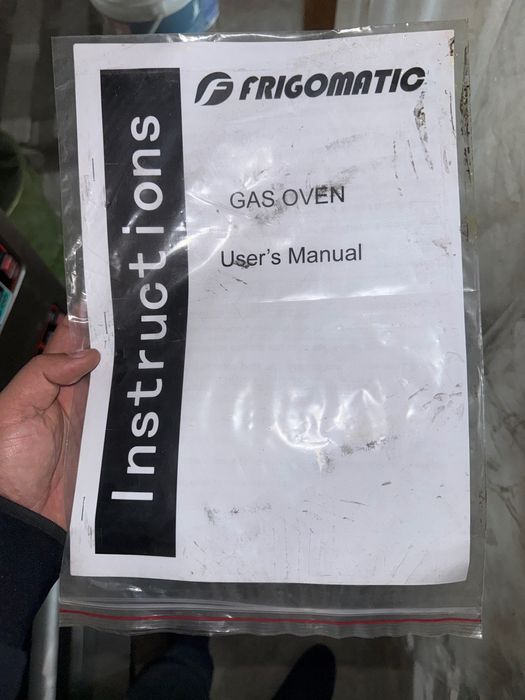 FRIGOMATIC
Instructions
GAS OVEN
User's Manual